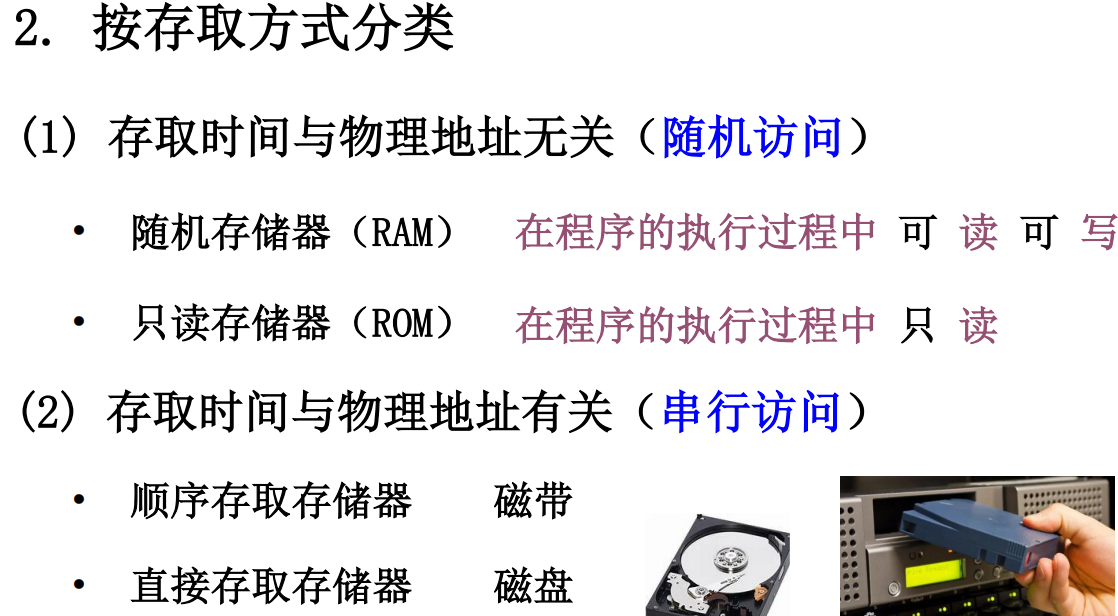 2. 按存取方式分类
(1) 存取时间与物理地址无关（随机访问）
• 随机存储器（RAM） 在程序的执行过程中 可 读 可 写
• 只读存储器（ROM） 在程序的执行过程中 只 读
(2) 存取时间与物理地址有关（串行访问）
• 顺序存取存储器 磁带
• 直接存取存储器 磁盘